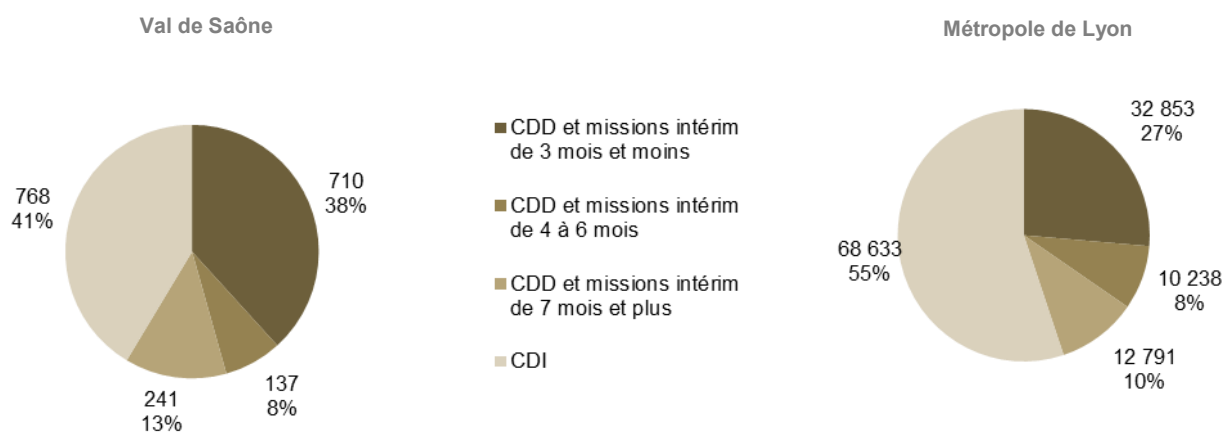 Val de Saône
768
41%
710
38%
241
13%
137
8%
CDD et missions intérim
de 3 mois et moins
CDD et missions intérim
de 4 à 6 mois
CDD et missions intérim
de 7 mois et plus
CDI
Métropole de Lyon
32 853
27%
68 633
55%
10 238
8%
12 791
10%